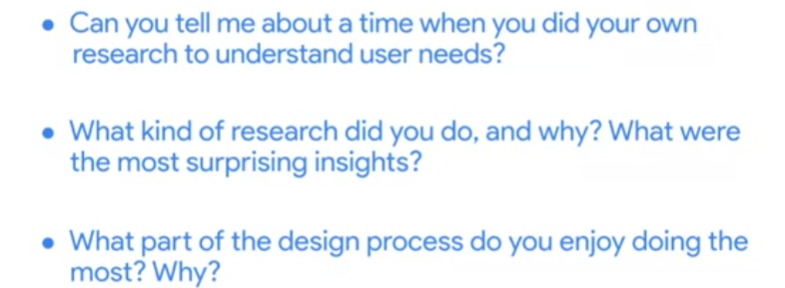 • Can you tell me about a time when you did your own
research to understand user needs?
• What kind of research did you do, and why? What were
the most surprising insights?
• What part of the design process do you enjoy doing the
most? Why?